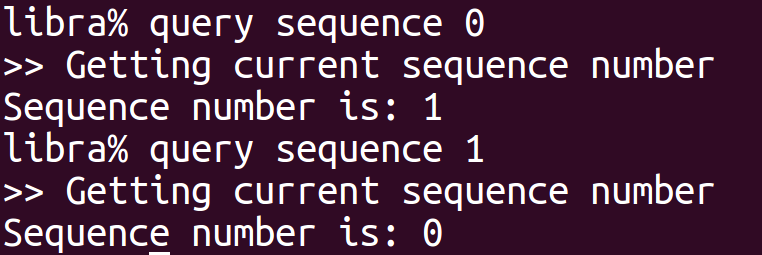 libra% query sequence 0
>> Getting current sequence number
Sequence number is: 1
libra% query sequence 1
>> Getting current sequence number
Sequence number is: 0